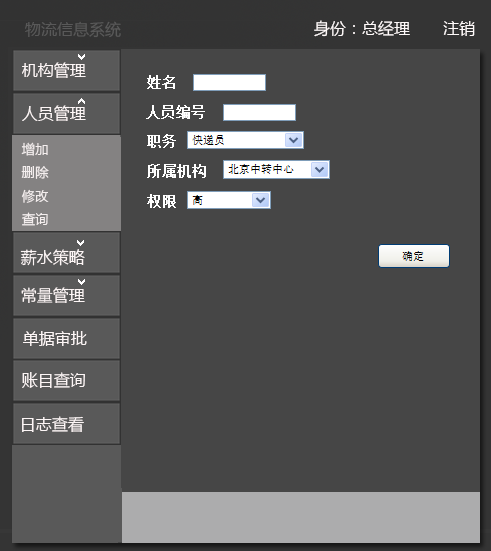 物流信息系统 身份：总经理 注销
机构管理
人员管理
增加
删除
修改
查询
薪水策略
常量管理
单据审批
账目查询
日志查看
姓名
人员编号
职务 快递员
所属机构 北京中转中心
权限 高
确定